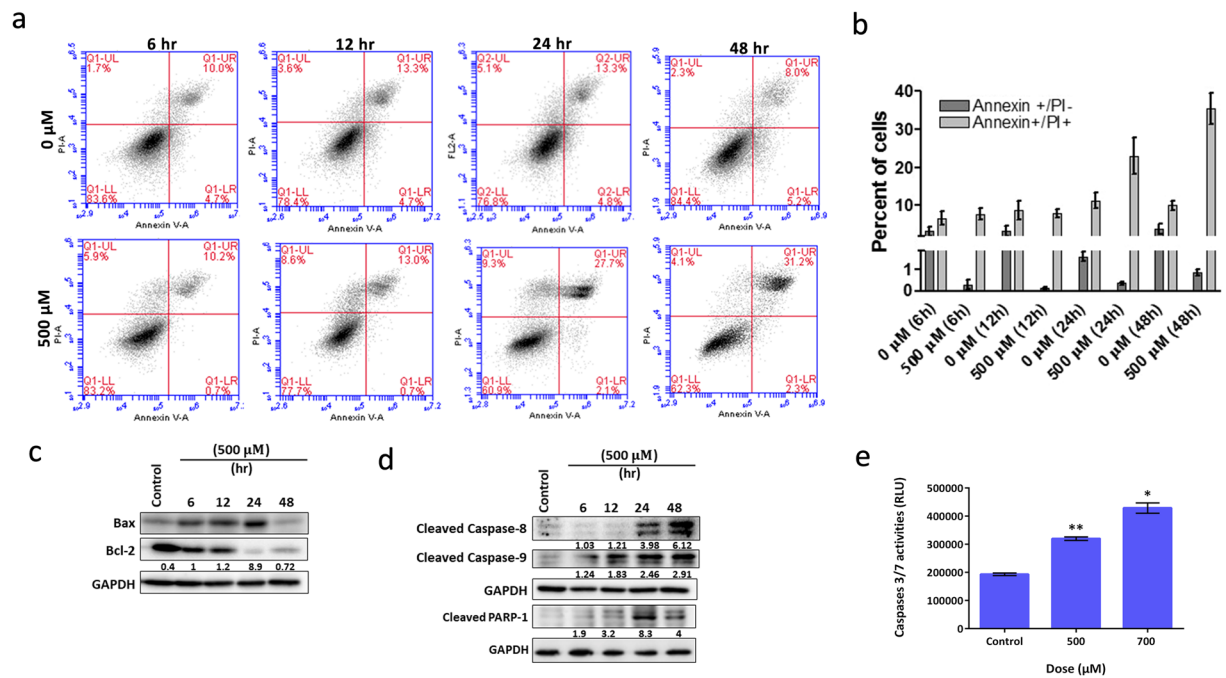 a
6 hr
12 hr
24 hr
48 hr
0 µM
Q1-UL
1.7%
Q1-UR
10.0%
Q1-LL
83.6%
Q1-LR
4.7%
PI-A
Annexin V-A
Q1-UL
3.6%
Q1-UR
13.3%
Q1-LL
78.4%
Q1-LR
4.7%
PI-A
Annexin V-A
Q2-UL
5.1%
Q2-UR
13.3%
Q2-LL
76.8%
Q2-LR
4.8%
FL2-A
Annexin V-A
Q1-UL
2.3%
Q1-UR
8.0%
Q1-LL
84.4%
Q1-LR
5.2%
PI-A
Annexin V-A
500 µM
Q1-UL
5.9%
Q1-UR
10.2%
Q1-LL
83.2%
Q1-LR
0.7%
PI-A
Annexin V-A
Q1-UL
8.6%
Q1-UR
13.0%
Q1-LL
77.7%
Q1-LR
0.7%
PI-A
Annexin V-A
Q1-UL
9.3%
Q1-UR
27.7%
Q1-LL
60.9%
Q1-LR
2.1%
PI-A
Annexin V-A
Q1-UL
4.1%
Q1-UR
31.2%
Q1-LL
62.3%
Q1-LR
2.3%
PI-A
Annexin V-A
b
Percent of cells
40
30
20
10
1
0
Annexin +/PI-
Annexin+/PI+
0 µM (6h)
500 µM (6h)
0 µM (12h)
500 µM (12h)
0 µM (24h)
500 µM (24h)
0 µM (48h)
500 µM (48h)
c
(500 µM)
(hr)
Control 6 12 24 48
Bax
Bcl-2
0.4 1 1.2 8.9 0.72
GAPDH
d
(500 µM)
(hr)
Control 6 12 24 48
Cleaved Caspase-8
1.03 1.21 3.98 6.12
Cleaved Caspase-9
1.24 1.83 2.46 2.91
GAPDH
Cleaved PARP-1
1.9 3.2 8.3 4
GAPDH
e
Caspases 3/7 activities (RLU)
500000
400000
300000
200000
100000
0
**
*
Control 500 700
Dose (µM)